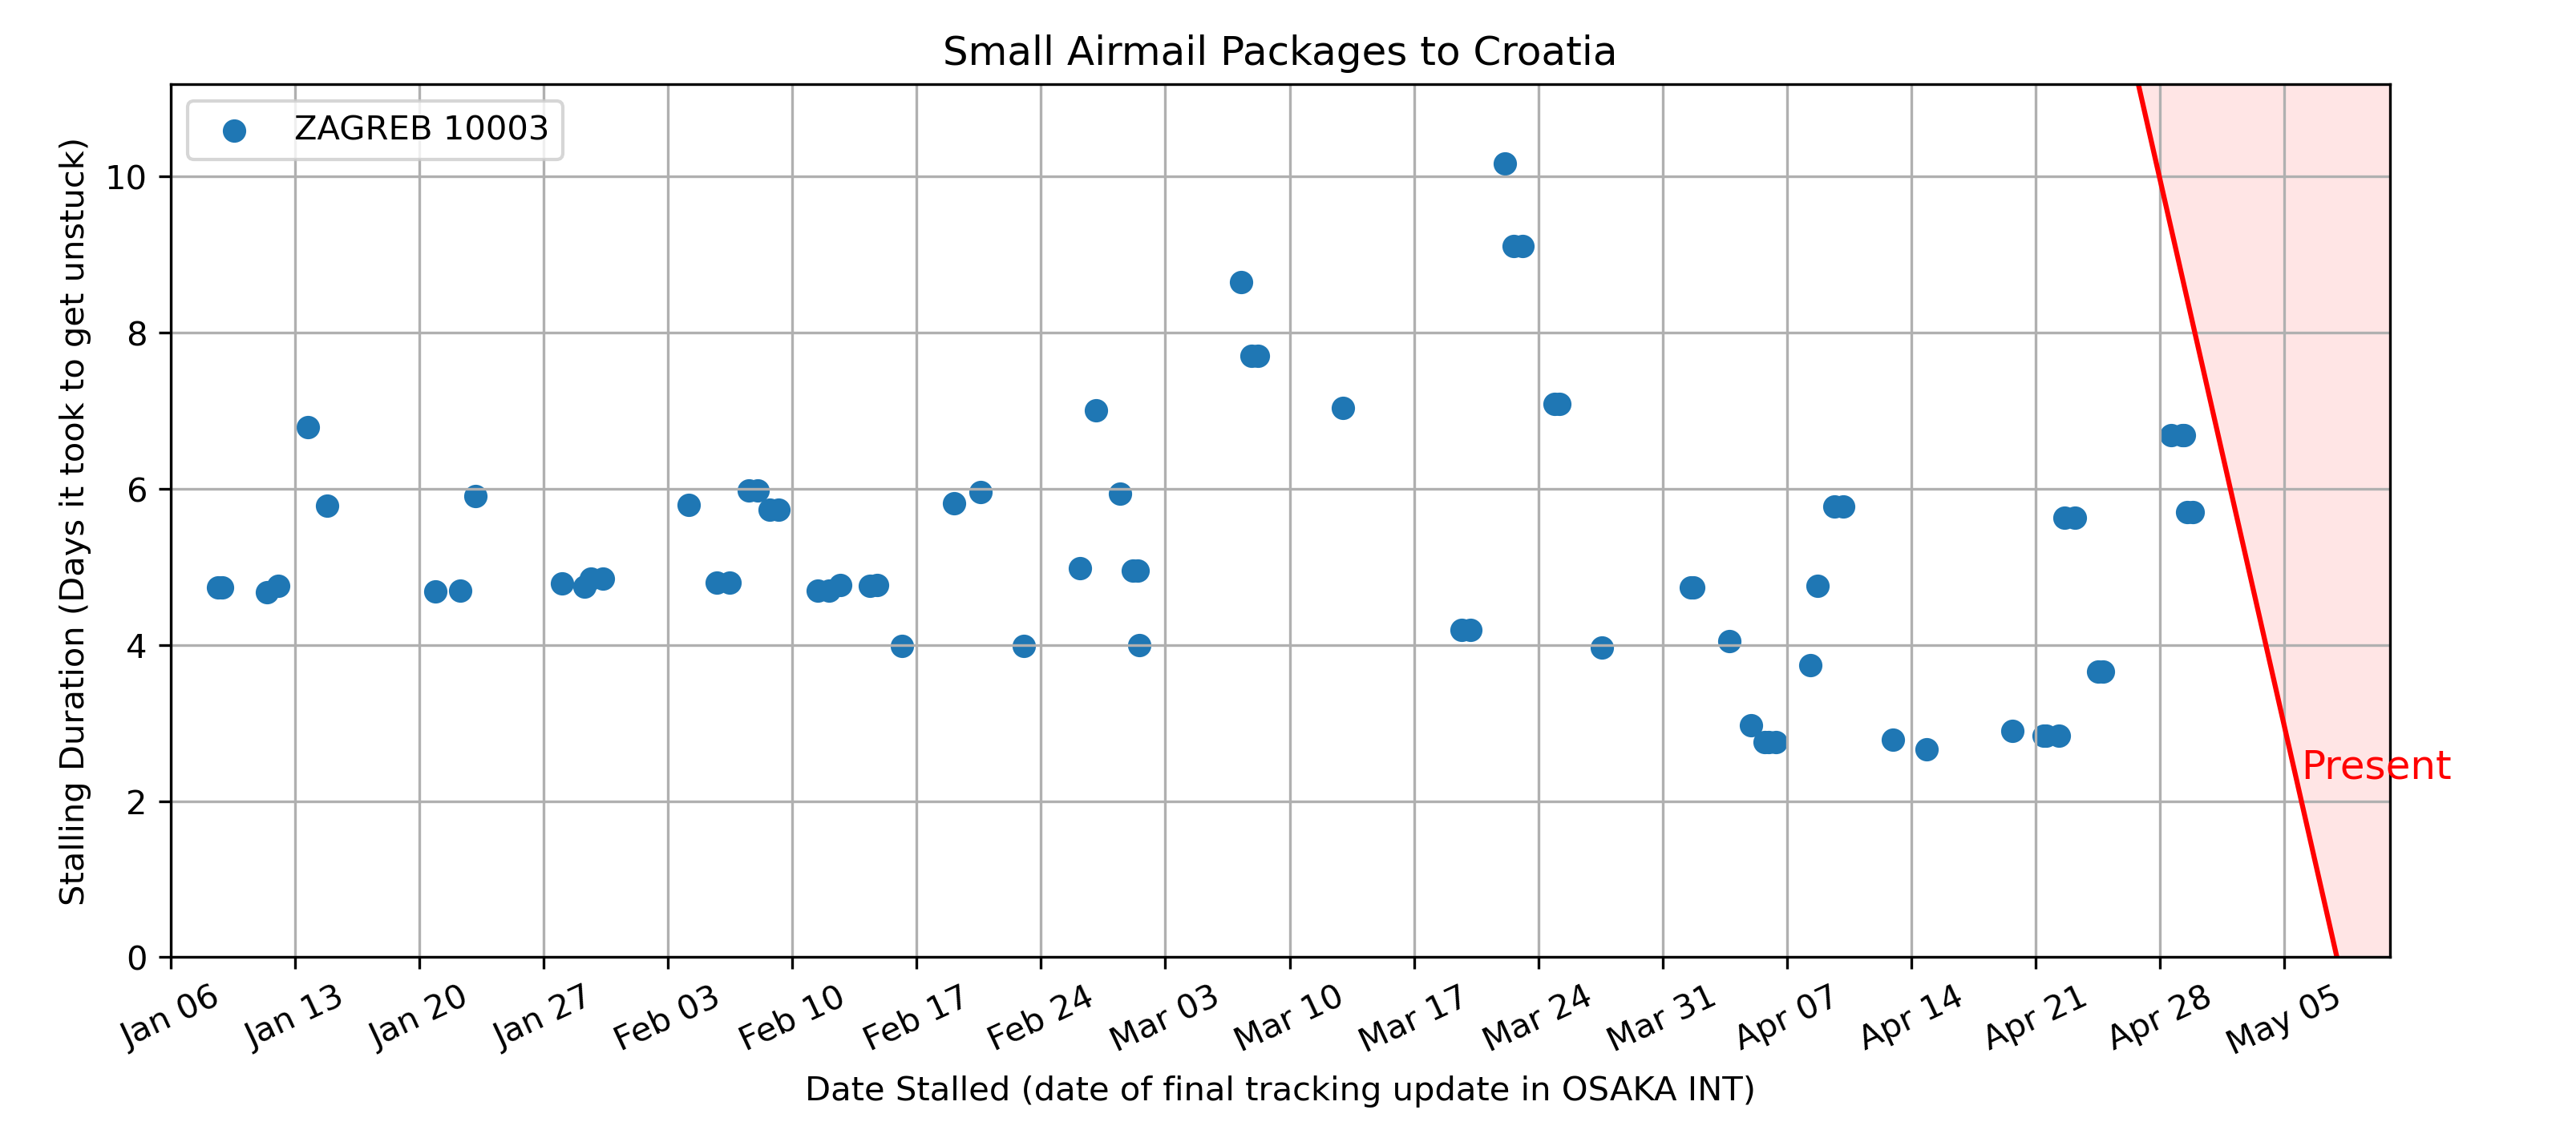 Small Airmail Packages to Croatia
ZAGREB 10003
Stalling Duration (Days it took to get unstuck)
10
8
6
4
2
0
Present
Jan 06 Jan 13 Jan 20 Jan 27 Feb 03 Feb 10 Feb 17 Feb 24 Mar 03 Mar 10 Mar 17 Mar 24 Mar 31 Apr 07 Apr 14 Apr 21 Apr 28 May 05
Date Stalled (date of final tracking update in OSAKA INT)